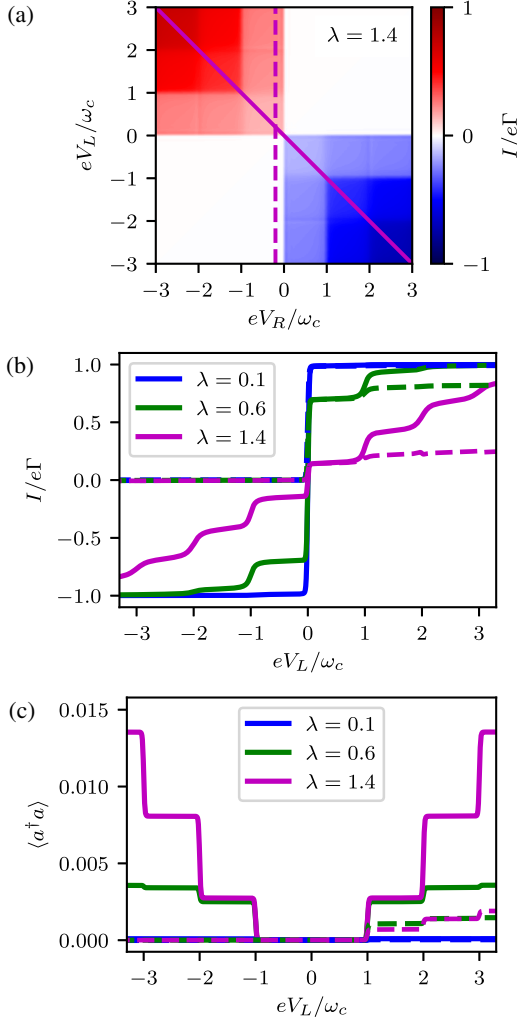 (a)
λ = 1.4
3
2
1
0
−1
−2
−3
eV_L/ω_c
−3 −2 −1 0 1 2 3
eV_R/ω_c
1
0
−1
I/eΓ
(b)
1.0
0.5
0.0
−0.5
−1.0
I/eΓ
λ = 0.1
λ = 0.6
λ = 1.4
−3 −2 −1 0 1 2 3
eV_L/ω_c
(c)
0.015
0.010
0.005
0.000
⟨a†a⟩
λ = 0.1
λ = 0.6
λ = 1.4
−3 −2 −1 0 1 2 3
eV_L/ω_c